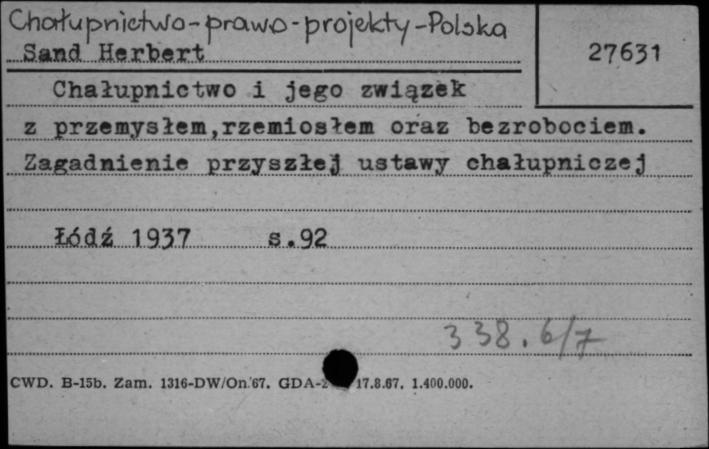 Chałupnictwo-prawo-projekty-Polska
Sand Herbert
27631
Chałupnictwo i jego związek
z przemysłem,rzemiosłem oraz bezrobociem.
Zagadnienie przyszłej ustawy chałupniczej
Łódź 1937 s.92
338.6/7
CWD. B-15b. Zam. 1316-DW/On.'67. GDA-2 17.8.67. 1.400.000.